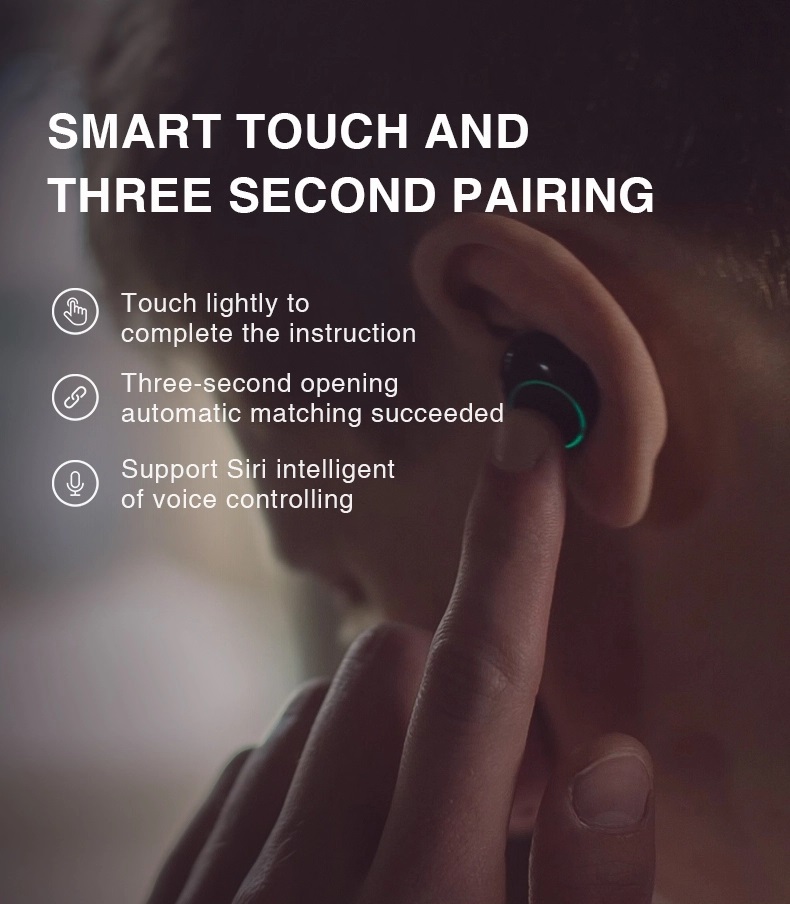 SMART TOUCH AND
THREE SECOND PAIRING
Touch lightly to
complete the instruction
Three-second opening
automatic matching succeeded
Support Siri intelligent
of voice controlling